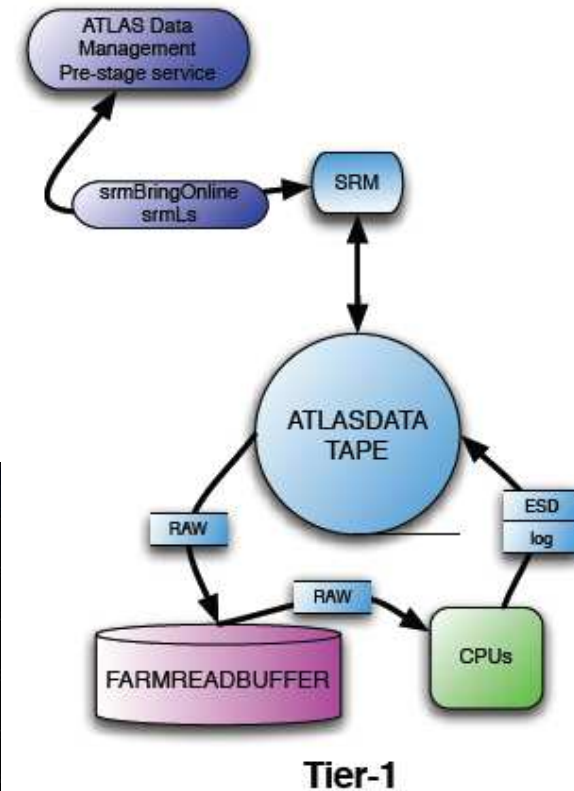 ATLAS Data
Management
Pre-stage service
srmBringOnline
srmLs
SRM
ATLASDATA
TAPE
RAW
ESD
log
RAW
FARMREADBUFFER
CPUs
Tier-1